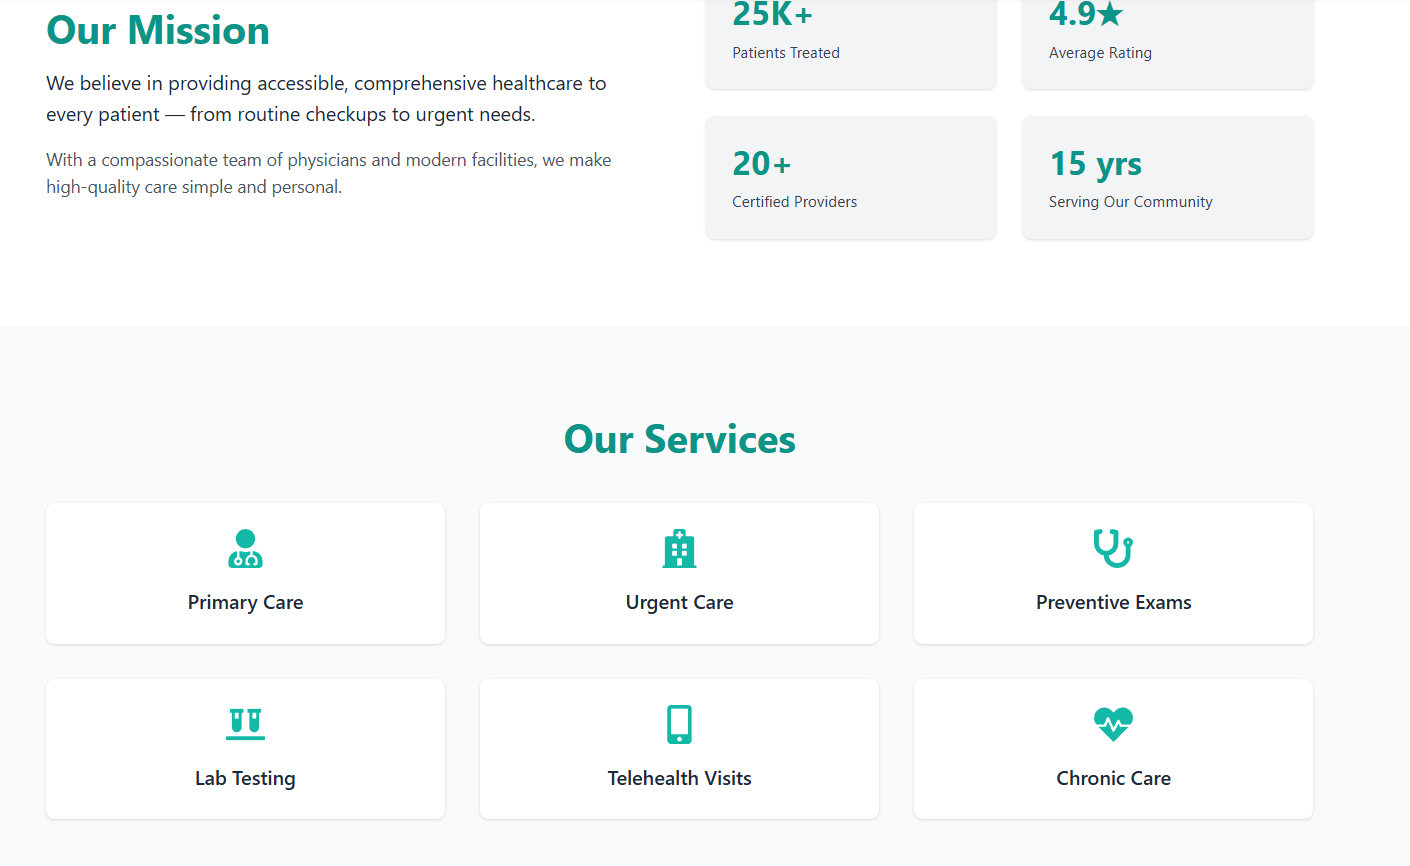 Our Mission
We believe in providing accessible, comprehensive healthcare to
every patient — from routine checkups to urgent needs.
With a compassionate team of physicians and modern facilities, we make
high-quality care simple and personal.
25K+
Patients Treated
4.9★
Average Rating
20+
Certified Providers
15 yrs
Serving Our Community
Our Services
Primary Care
Urgent Care
Preventive Exams
Lab Testing
Telehealth Visits
Chronic Care